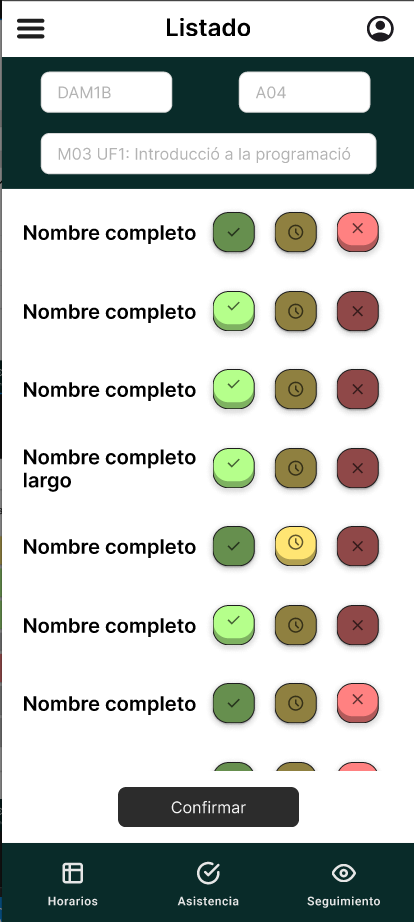 Listado
DAM1B
A04
M03 UF1: Introducció a la programació
Nombre completo
Nombre completo
Nombre completo
Nombre completo
largo
Nombre completo
Nombre completo
Nombre completo
Confirmar
Horarios
Asistencia
Seguimiento